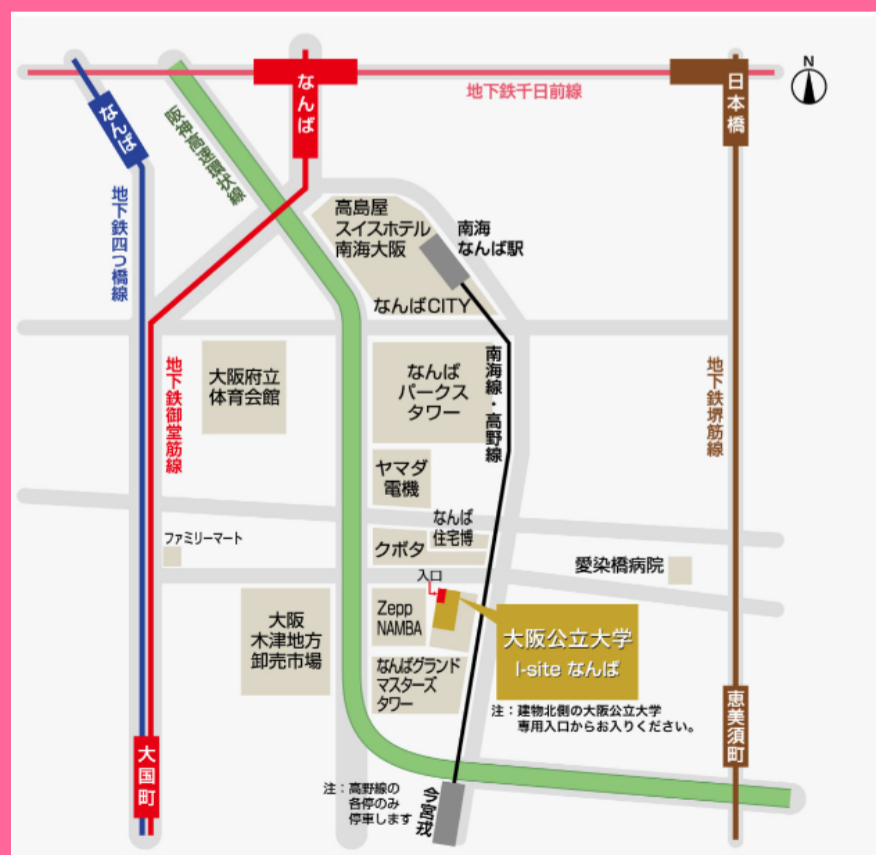 N
なんば
なんば
地下鉄千日前線
日本橋
阪神高速環状線
地下鉄四つ橋線
高島屋
スイスホテル
南海大阪
南海
なんば駅
なんばCITY
大阪府立
体育会館
なんば
パークス
タワー
南海線・高野線
地下鉄御堂筋線
地下鉄堺筋線
ヤマダ
電機
なんば
住宅博
ファミリーマート
クボタ
愛染橋病院
入口
大阪
木津地方
卸売市場
Zepp
NAMBA
大阪公立大学
I-site なんば
なんばグランド
マスターズ
タワー
注：建物北側の大阪公立大学
専用入口からお入りください。
恵美須町
大国町
注：高野線の
各停のみ
停車します
今宮戎